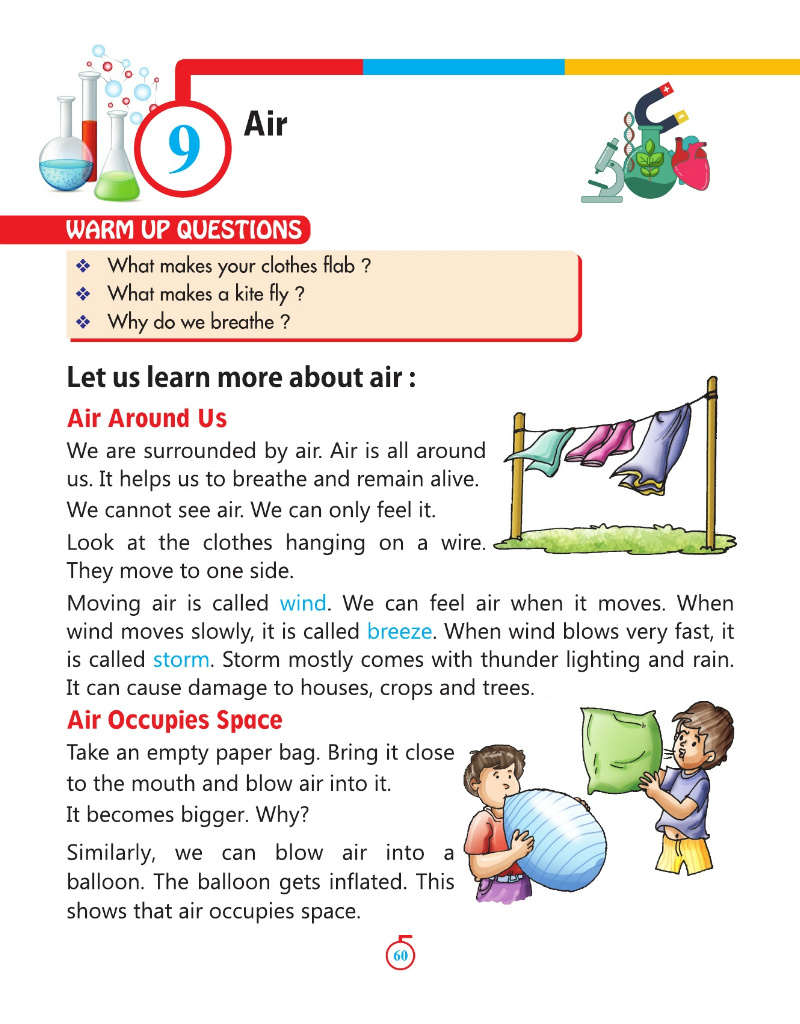 9
Air
WARM UP QUESTIONS
❖ What makes your clothes flab ?
❖ What makes a kite fly ?
❖ Why do we breathe ?
Let us learn more about air :
Air Around Us
We are surrounded by air. Air is all around
us. It helps us to breathe and remain alive.
We cannot see air. We can only feel it.
Look at the clothes hanging on a wire.
They move to one side.
Moving air is called wind. We can feel air when it moves. When
wind moves slowly, it is called breeze. When wind blows very fast, it
is called storm. Storm mostly comes with thunder lighting and rain.
It can cause damage to houses, crops and trees.
Air Occupies Space
Take an empty paper bag. Bring it close
to the mouth and blow air into it.
It becomes bigger. Why?
Similarly, we can blow air into a
balloon. The balloon gets inflated. This
shows that air occupies space.
60